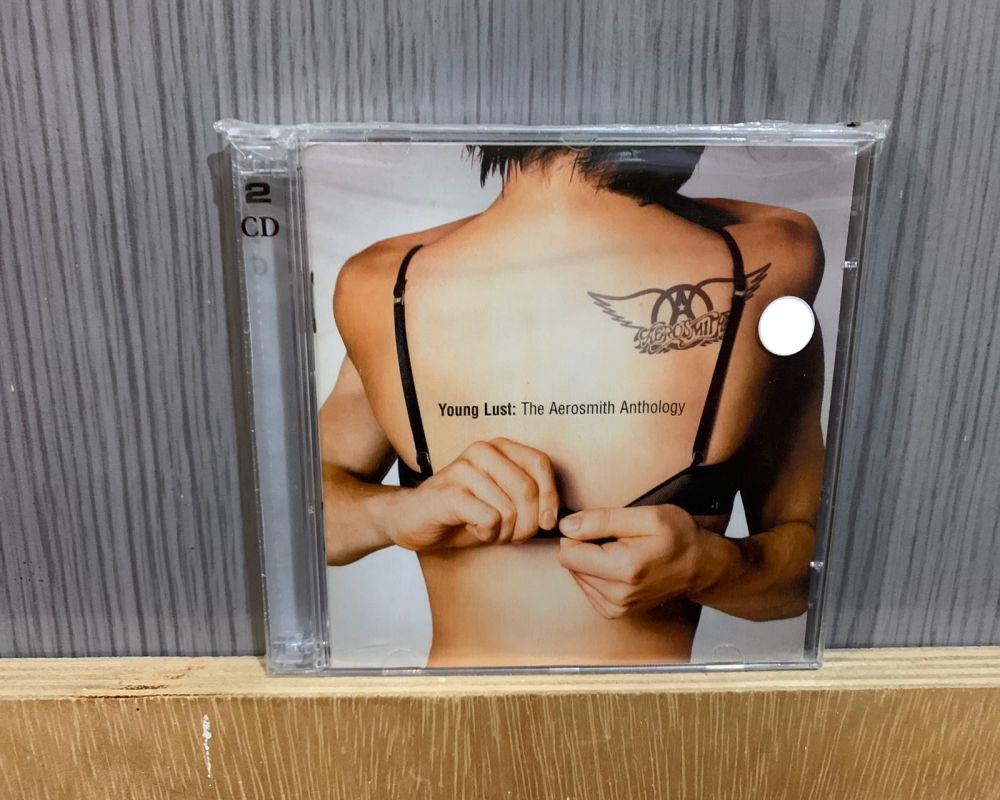 2
CD
AEROSMITH
Young Lust: The Aerosmith Anthology